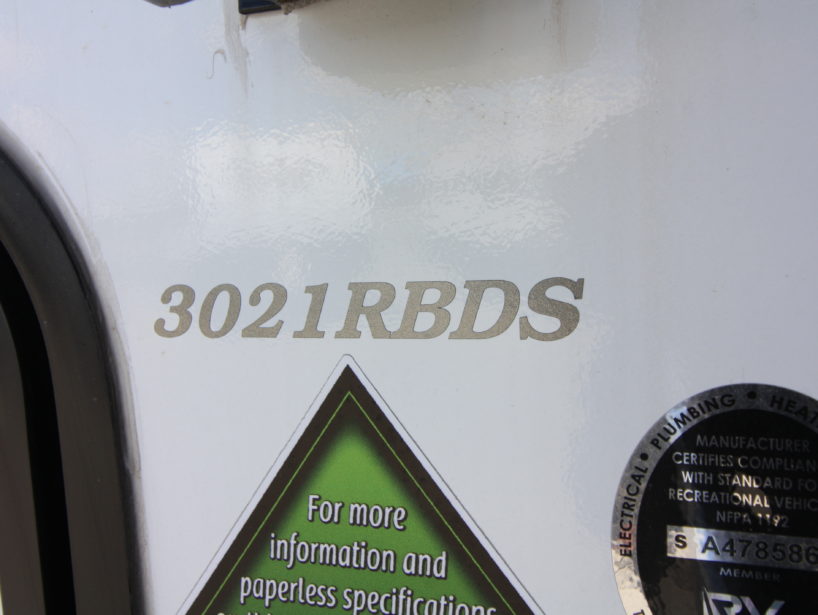 3021RBDS
For more
information and
paperless specifications
ELECTRICAL • PLUMBING • HEAT
MANUFACTURER
CERTIFIES COMPLIAN
WITH STANDARD FO
RECREATIONAL VEHIC
NFPA 1192
S A478586
MEMBER
RV